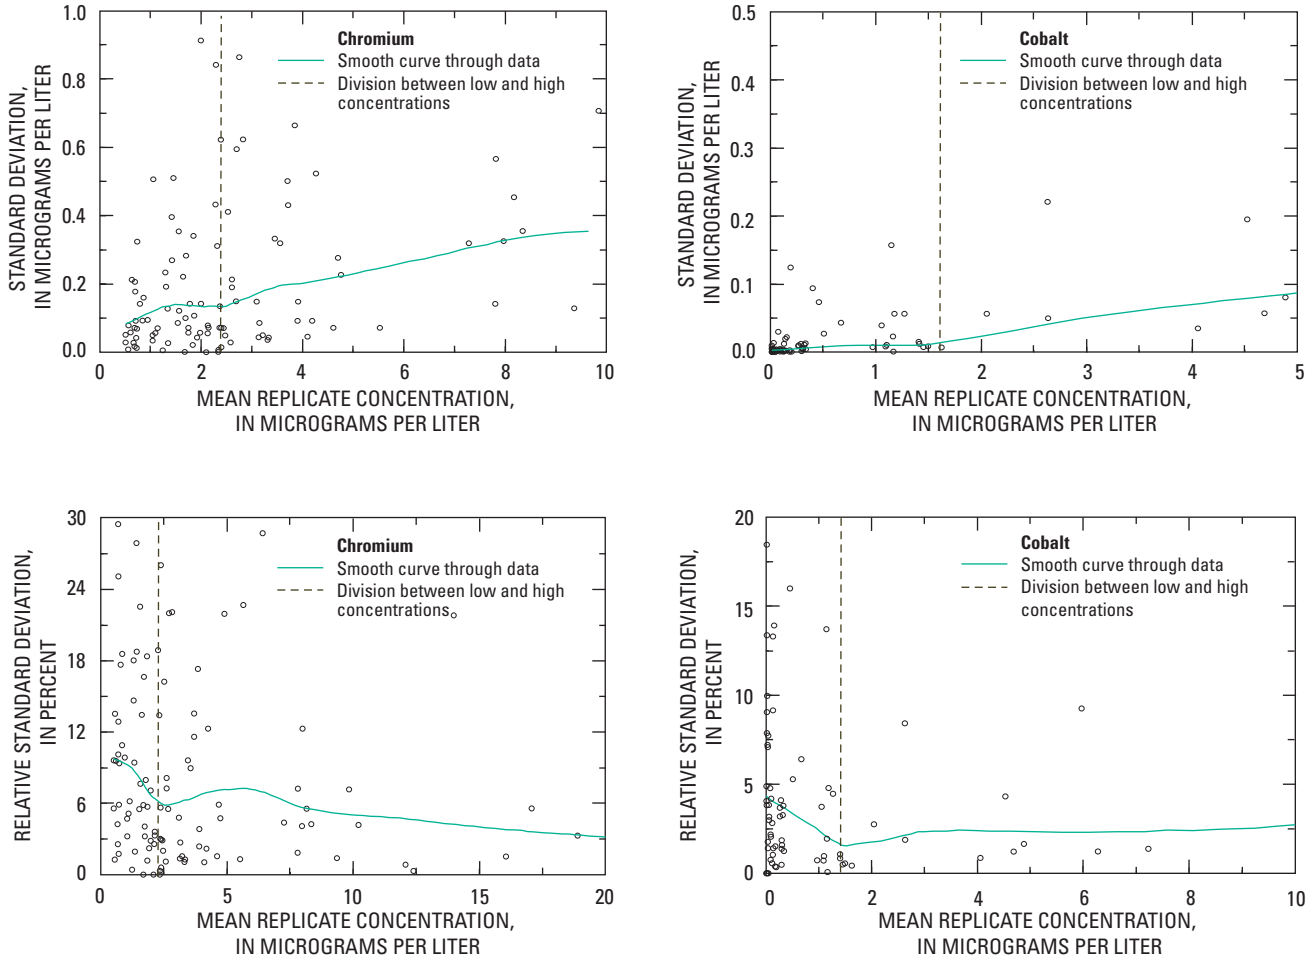 STANDARD DEVIATION,
IN MICROGRAMS PER LITER
1.0
0.8
0.6
0.4
0.2
0.0
Chromium
Smooth curve through data
Division between low and high
concentrations
0
2
4
6
8
10
MEAN REPLICATE CONCENTRATION,
IN MICROGRAMS PER LITER
STANDARD DEVIATION,
IN MICROGRAMS PER LITER
0.5
0.4
0.3
0.2
0.1
0.0
Cobalt
Smooth curve through data
Division between low and high
concentrations
0
1
2
3
4
5
MEAN REPLICATE CONCENTRATION,
IN MICROGRAMS PER LITER
RELATIVE STANDARD DEVIATION,
IN PERCENT
30
24
18
12
6
0
Chromium
Smooth curve through data
Division between low and high
concentrations
0
5
10
15
20
MEAN REPLICATE CONCENTRATION,
IN MICROGRAMS PER LITER
RELATIVE STANDARD DEVIATION,
IN PERCENT
20
15
10
5
0
Cobalt
Smooth curve through data
Division between low and high
concentrations
0
2
4
6
8
10
MEAN REPLICATE CONCENTRATION,
IN MICROGRAMS PER LITER